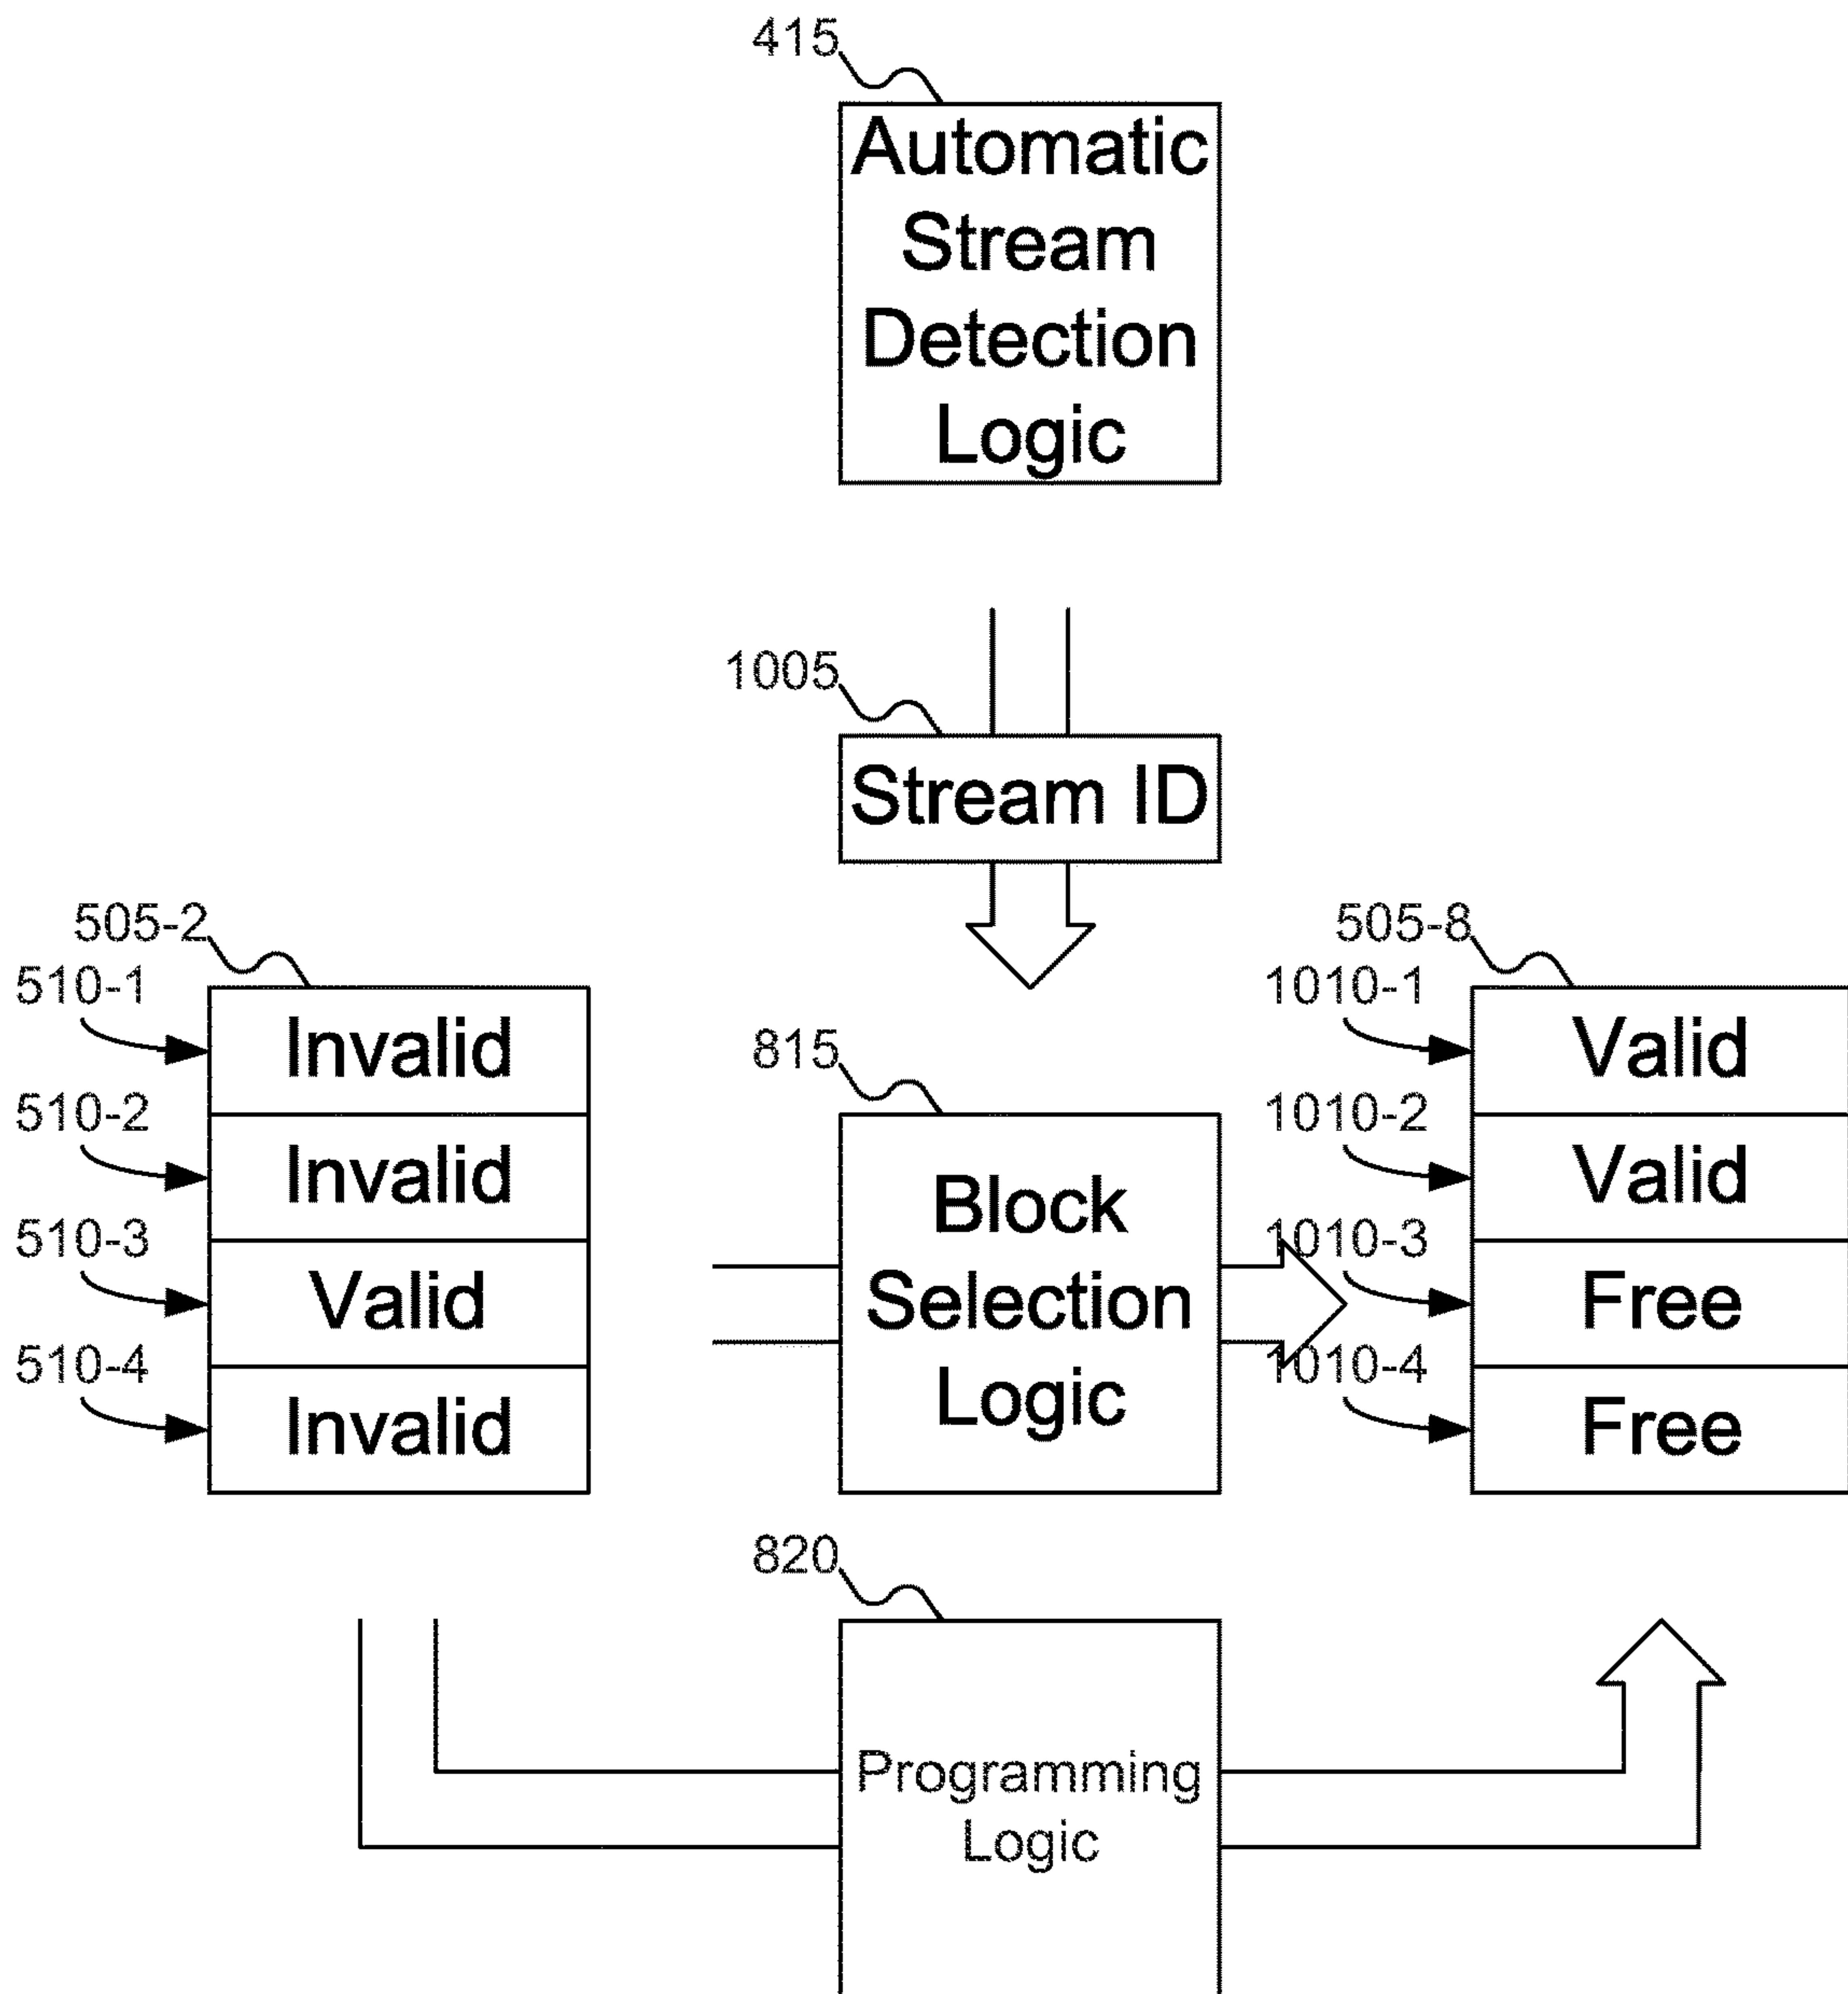 415
Automatic
Stream
Detection
Logic
1005
Stream ID
505-2
510-1
Invalid
510-2
Invalid
510-3
Valid
510-4
Invalid
815
Block
Selection
Logic
505-8
1010-1
Valid
1010-2
Valid
1010-3
Free
1010-4
Free
820
Programming
Logic